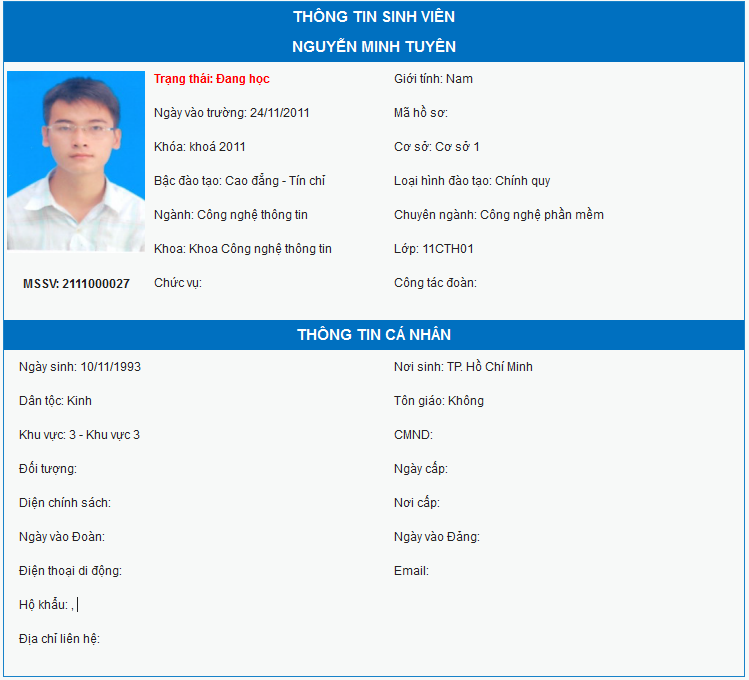 THÔNG TIN SINH VIÊN
NGUYỄN MINH TUYÊN
Trạng thái: Đang học Giới tính: Nam
Ngày vào trường: 24/11/2011 Mã hồ sơ:
Khóa: khoá 2011 Cơ sở: Cơ sở 1
Bậc đào tạo: Cao đẳng - Tín chỉ Loại hình đào tạo: Chính quy
Ngành: Công nghệ thông tin Chuyên ngành: Công nghệ phần mềm
Khoa: Khoa Công nghệ thông tin Lớp: 11CTH01
MSSV: 2111000027 Chức vụ: Công tác đoàn:
THÔNG TIN CÁ NHÂN
Ngày sinh: 10/11/1993 Nơi sinh: TP. Hồ Chí Minh
Dân tộc: Kinh Tôn giáo: Không
Khu vực: 3 - Khu vực 3 CMND:
Đối tượng: Ngày cấp:
Diện chính sách: Nơi cấp:
Ngày vào Đoàn: Ngày vào Đảng:
Điện thoại di động: Email:
Hộ khẩu: ,
Địa chỉ liên hệ: